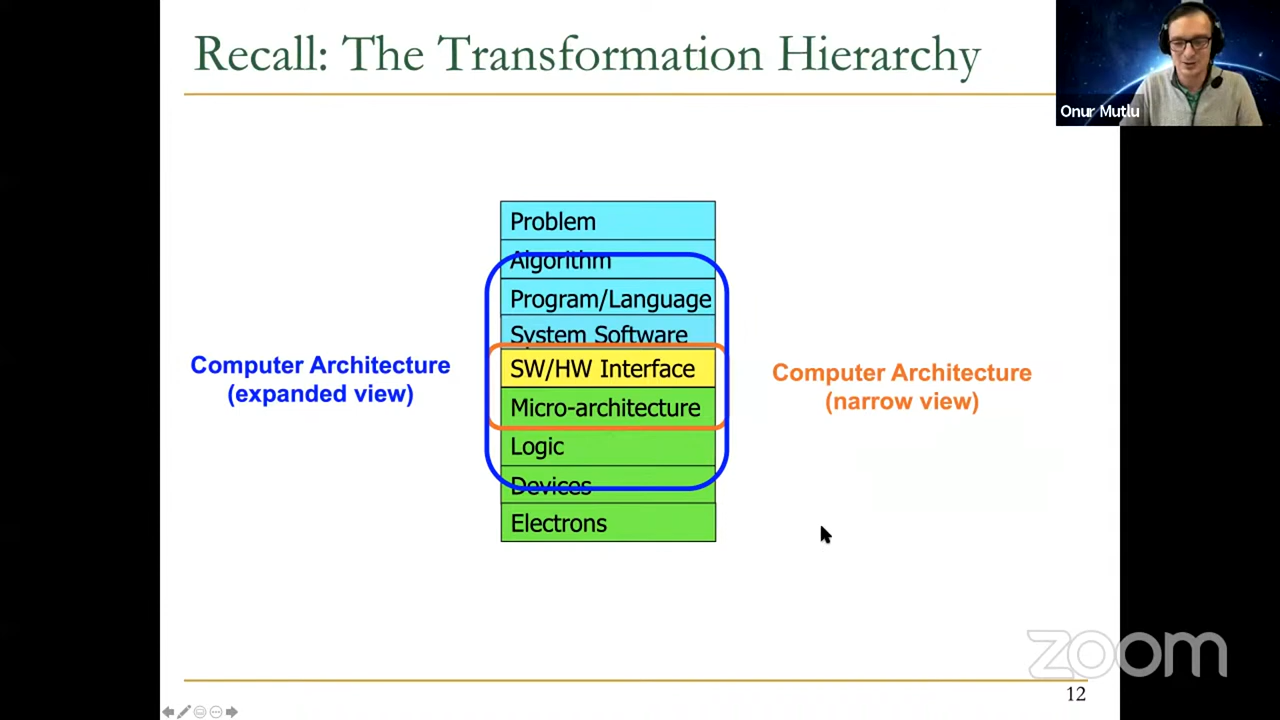 Recall: The Transformation Hierarchy
Onur Mutlu
Problem
Algorithm
Program/Language
System Software
SW/HW Interface
Micro-architecture
Logic
Devices
Electrons
Computer Architecture
(expanded view)
Computer Architecture
(narrow view)
zoom
12